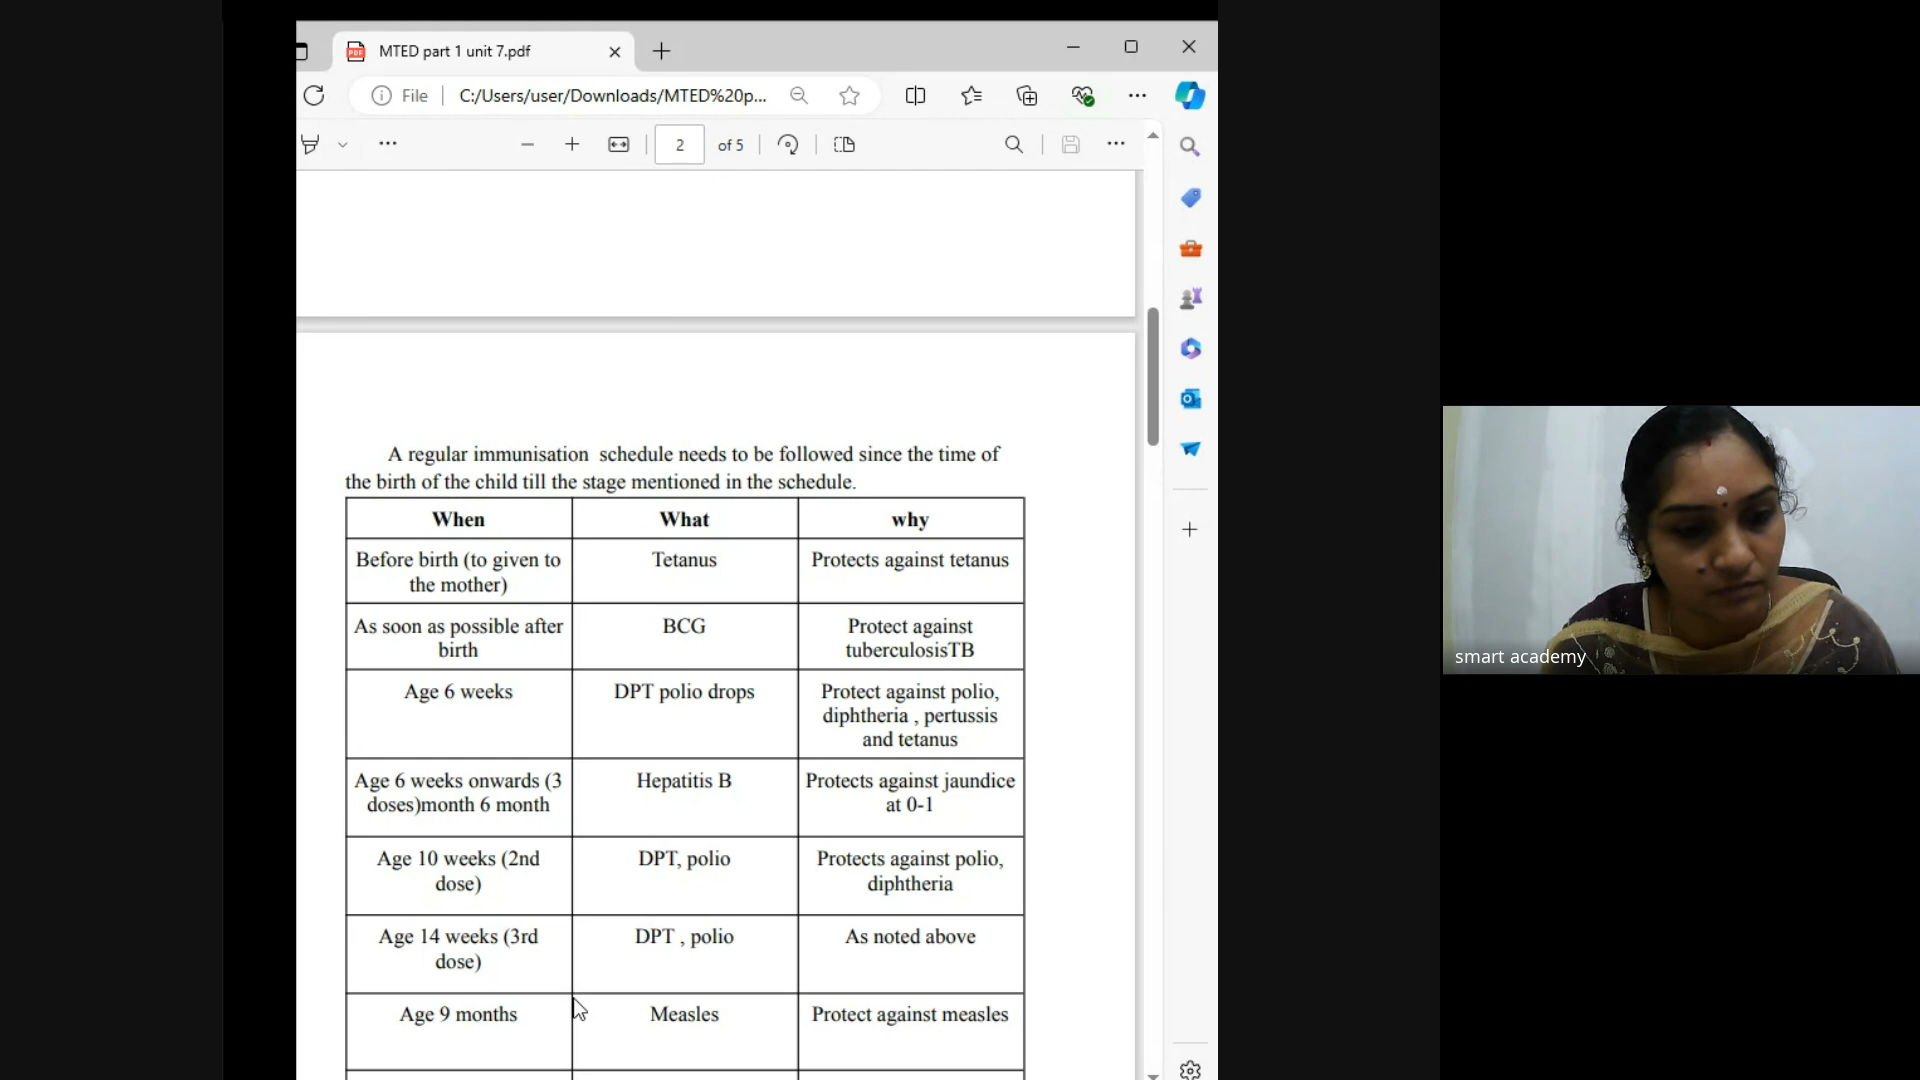 MTED part 1 unit 7.pdf
File
C:/Users/user/Downloads/MTED%20p...
2 of 5
A regular immunisation schedule needs to be followed since the time of
the birth of the child till the stage mentioned in the schedule.
When What why
Before birth (to given to
the mother)
Tetanus
Protects against tetanus
As soon as possible after
birth
BCG
Protect against
tuberculosisTB
Age 6 weeks
DPT polio drops
Protect against polio,
diphtheria , pertussis
and tetanus
Age 6 weeks onwards (3
doses)month 6 month
Hepatitis B
Protects against jaundice
at 0-1
Age 10 weeks (2nd
dose)
DPT, polio
Protects against polio,
diphtheria
Age 14 weeks (3rd
dose)
DPT , polio
As noted above
Age 9 months
Measles
Protect against measles
smart academy